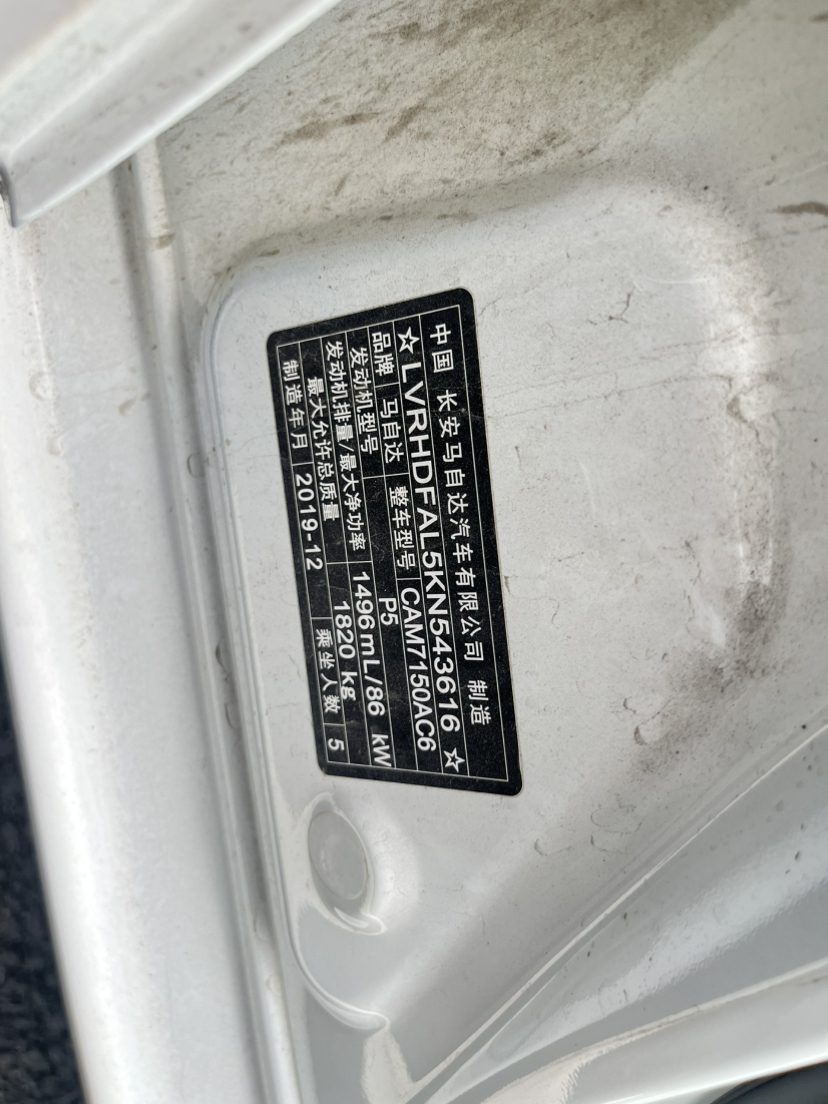 中国 长安马自达汽车有限公司 制造
☆LVRHDFAL5KN543616☆
品牌 马自达 整车型号 CAM7150AC6
发动机型号 P5
发动机排量/最大净功率 1496mL/86 kW
最大允许总质量 1820 kg
制造年月 2019-12 乘坐人数 5